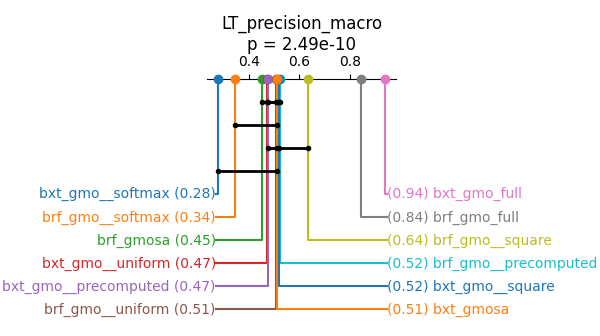 LT_precision_macro
p = 2.49e-10
0.4 0.6 0.8
bxt_gmo__softmax (0.28) (0.94) bxt_gmo_full
brf_gmo__softmax (0.34) (0.84) brf_gmo_full
brf_gmosa (0.45) (0.64) brf_gmo__square
bxt_gmo__uniform (0.47) (0.52) brf_gmo__precomputed
bxt_gmo__precomputed (0.47) (0.52) bxt_gmo__square
brf_gmo__uniform (0.51) (0.51) bxt_gmosa